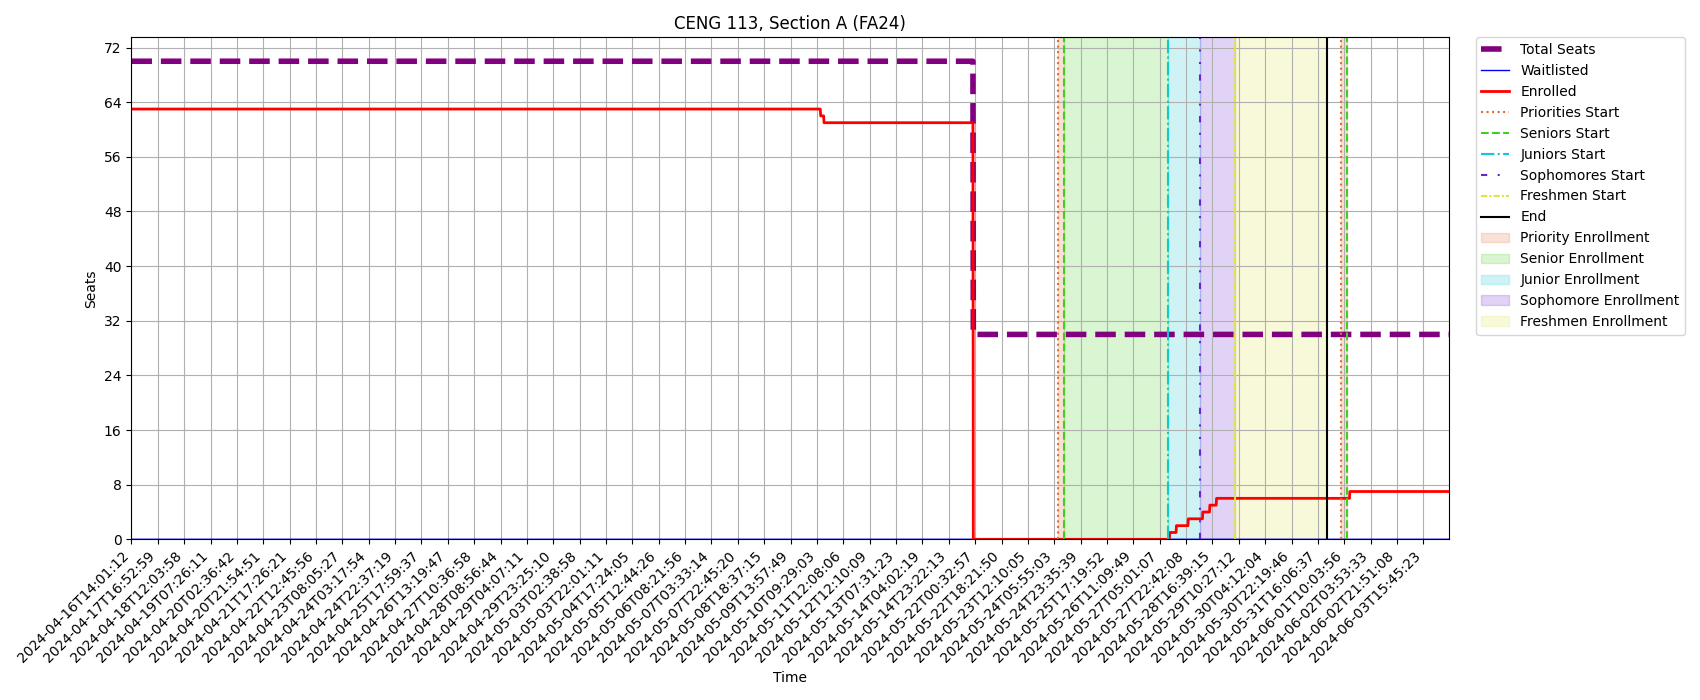 CENG 113, Section A (FA24)
72
64
56
48
40
32
24
16
8
0
Seats
2024-04-16T14:01:12
2024-04-17T16:52:59
2024-04-18T12:03:58
2024-04-19T07:26:11
2024-04-20T02:36:42
2024-04-20T21:54:51
2024-04-21T17:26:21
2024-04-22T12:45:56
2024-04-23T08:05:27
2024-04-24T03:17:54
2024-04-24T22:37:19
2024-04-25T17:59:37
2024-04-26T13:19:47
2024-04-27T10:36:58
2024-04-28T08:56:44
2024-04-29T04:07:11
2024-04-29T23:25:10
2024-05-03T02:38:58
2024-05-03T22:01:11
2024-05-04T17:24:05
2024-05-05T12:44:26
2024-05-06T08:21:56
2024-05-07T03:33:14
2024-05-07T22:45:20
2024-05-08T18:37:15
2024-05-09T13:57:49
2024-05-10T09:29:03
2024-05-11T12:08:06
2024-05-12T12:10:09
2024-05-13T07:31:23
2024-05-14T04:02:19
2024-05-14T23:22:13
2024-05-22T00:32:57
2024-05-22T18:21:50
2024-05-23T12:10:05
2024-05-24T05:55:03
2024-05-24T23:35:39
2024-05-25T17:19:52
2024-05-26T11:09:49
2024-05-27T05:01:07
2024-05-27T22:42:08
2024-05-28T16:39:15
2024-05-29T10:27:12
2024-05-30T04:12:04
2024-05-30T22:19:46
2024-05-31T16:06:37
2024-06-01T10:03:56
2024-06-02T03:53:33
2024-06-02T21:51:08
2024-06-03T15:45:23
Time
Total Seats
Waitlisted
Enrolled
Priorities Start
Seniors Start
Juniors Start
Sophomores Start
Freshmen Start
End
Priority Enrollment
Senior Enrollment
Junior Enrollment
Sophomore Enrollment
Freshmen Enrollment